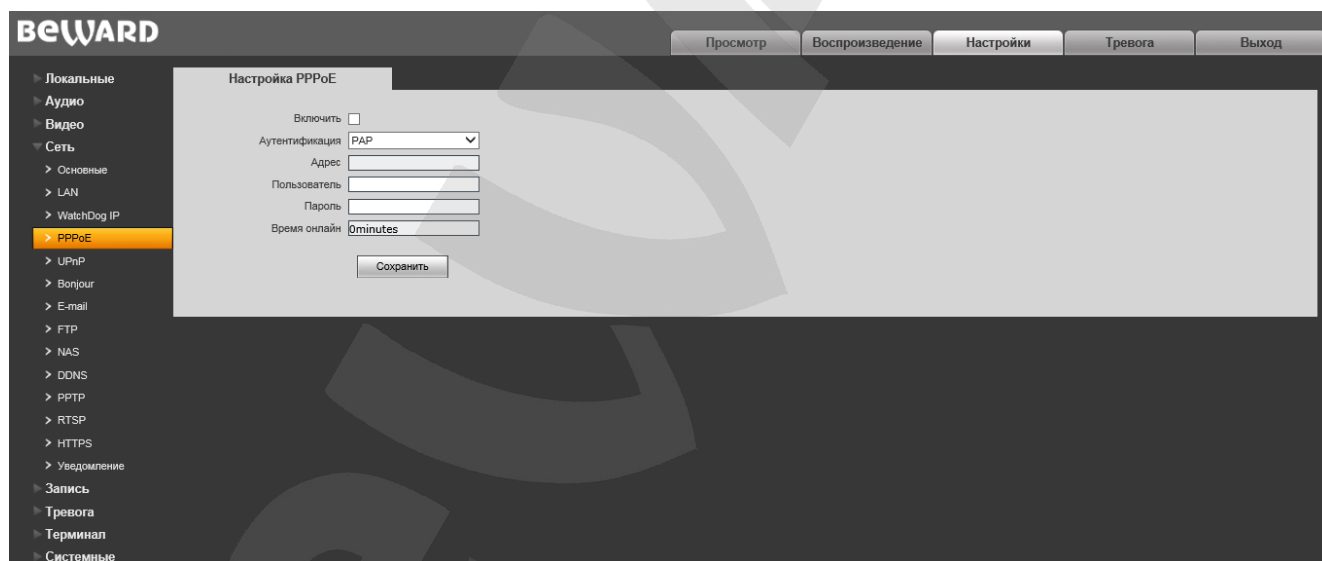 BEWARD
Просмотр
Воспроизведение
Настройки
Тревога
Выход
Локальные
Аудио
Видео
Сеть
Основные
LAN
WatchDog IP
PPPoE
UPnP
Bonjour
E-mail
FTP
NAS
DDNS
PPTP
RTSP
HTTPS
Уведомление
Запись
Тревога
Терминал
Системные
Настройка PPPoE
Включить
Аутентификация PAP
Адрес
Пользователь
Пароль
Время онлайн 0minutes
Сохранить